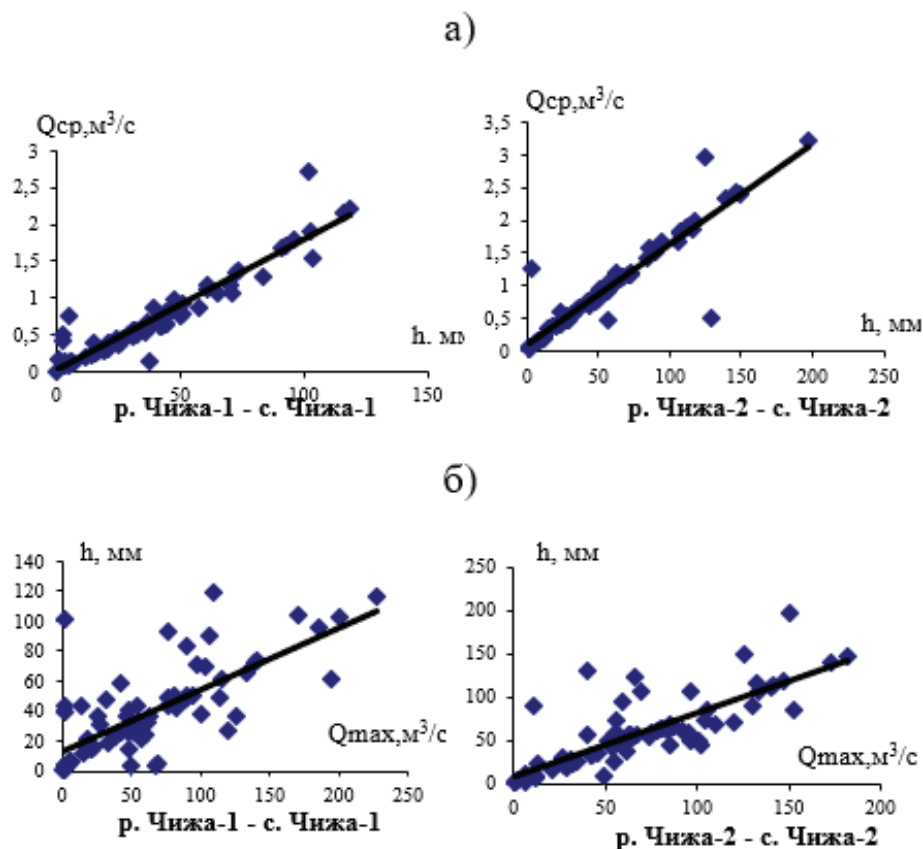 а)
Qср,м³/с
3
2,5
2
1,5
1
0,5
0
0 50 100 150
h. мм
р. Чижа-1 - с. Чижа-1
Qср,м³/с
3,5
3
2,5
2
1,5
1
0,5
0
0 50 100 150 200 250
h, мм
р. Чижа-2 - с. Чижа-2
б)
h, мм
140
120
100
80
60
40
20
0
0 50 100 150 200 250
Qmax,м³/с
р. Чижа-1 - с. Чижа-1
h, мм
250
200
150
100
50
0
0 50 100 150 200
Qmax,м³/с
р. Чижа-2 - с. Чижа-2